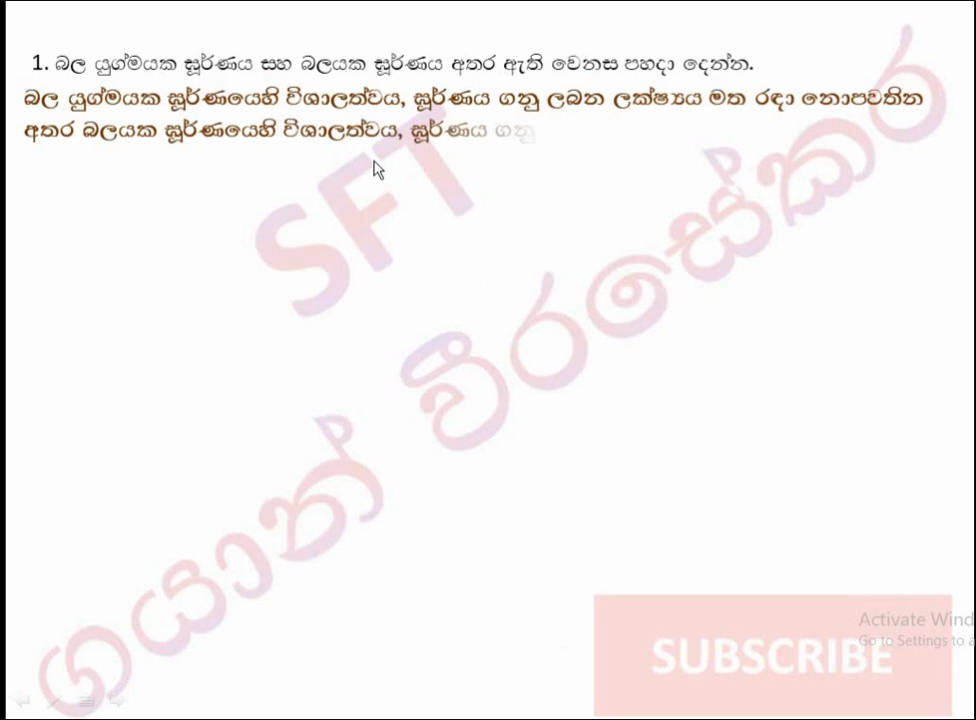 1. බල යුග්මයක ඝූර්ණය සහ බලයක ඝූර්ණය අතර ඇති වෙනස පහදා දෙන්න.
බල යුග්මයක ඝූර්ණයෙහි විශාලත්වය, ඝූර්ණය ගනු ලබන ලක්ෂ්‍යය මත රඳා නොපවතින
අතර බලයක ඝූර්ණයෙහි විශාලත්වය, ඝූර්ණය ගනු
SFT
ගයාන් වීරසේකර
Activate Wind
Go to Settings to a
SUBSCRIBE